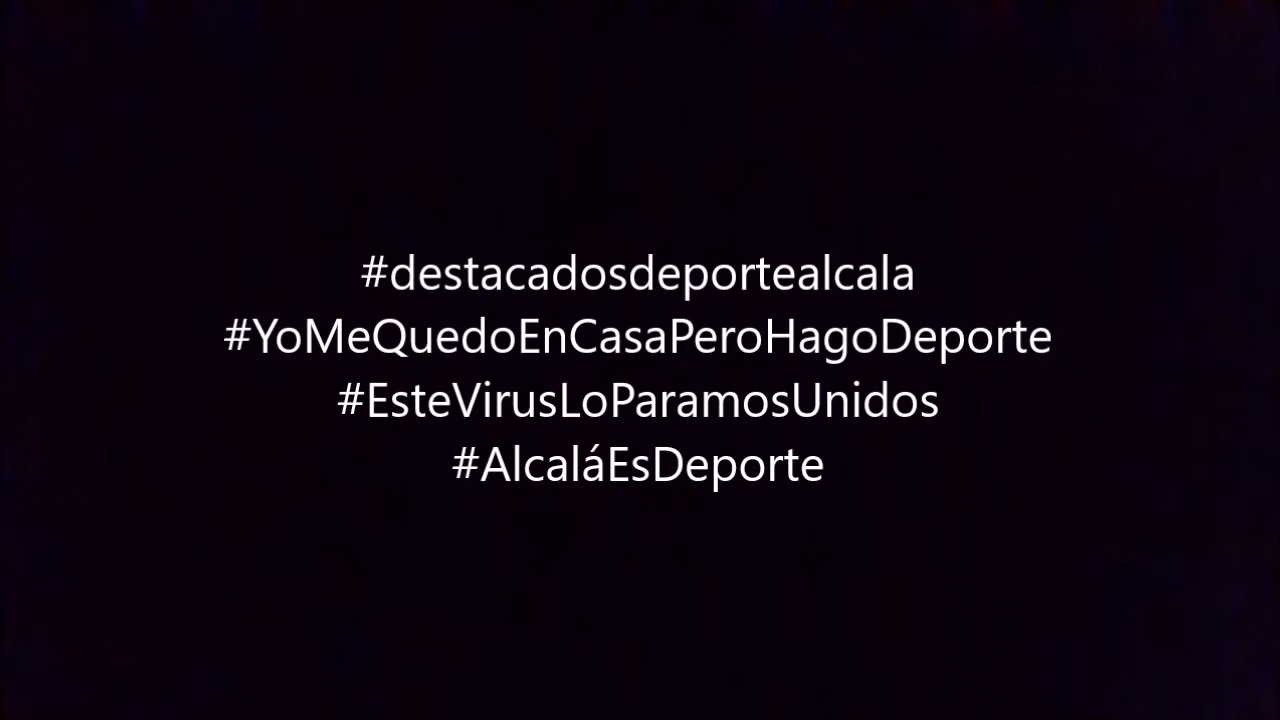 #destacadosdeportealcala
#YoMeQuedoEnCasaPeroHagoDeporte
#EsteVirusLoParamosUnidos
#AlcaláEsDeporte